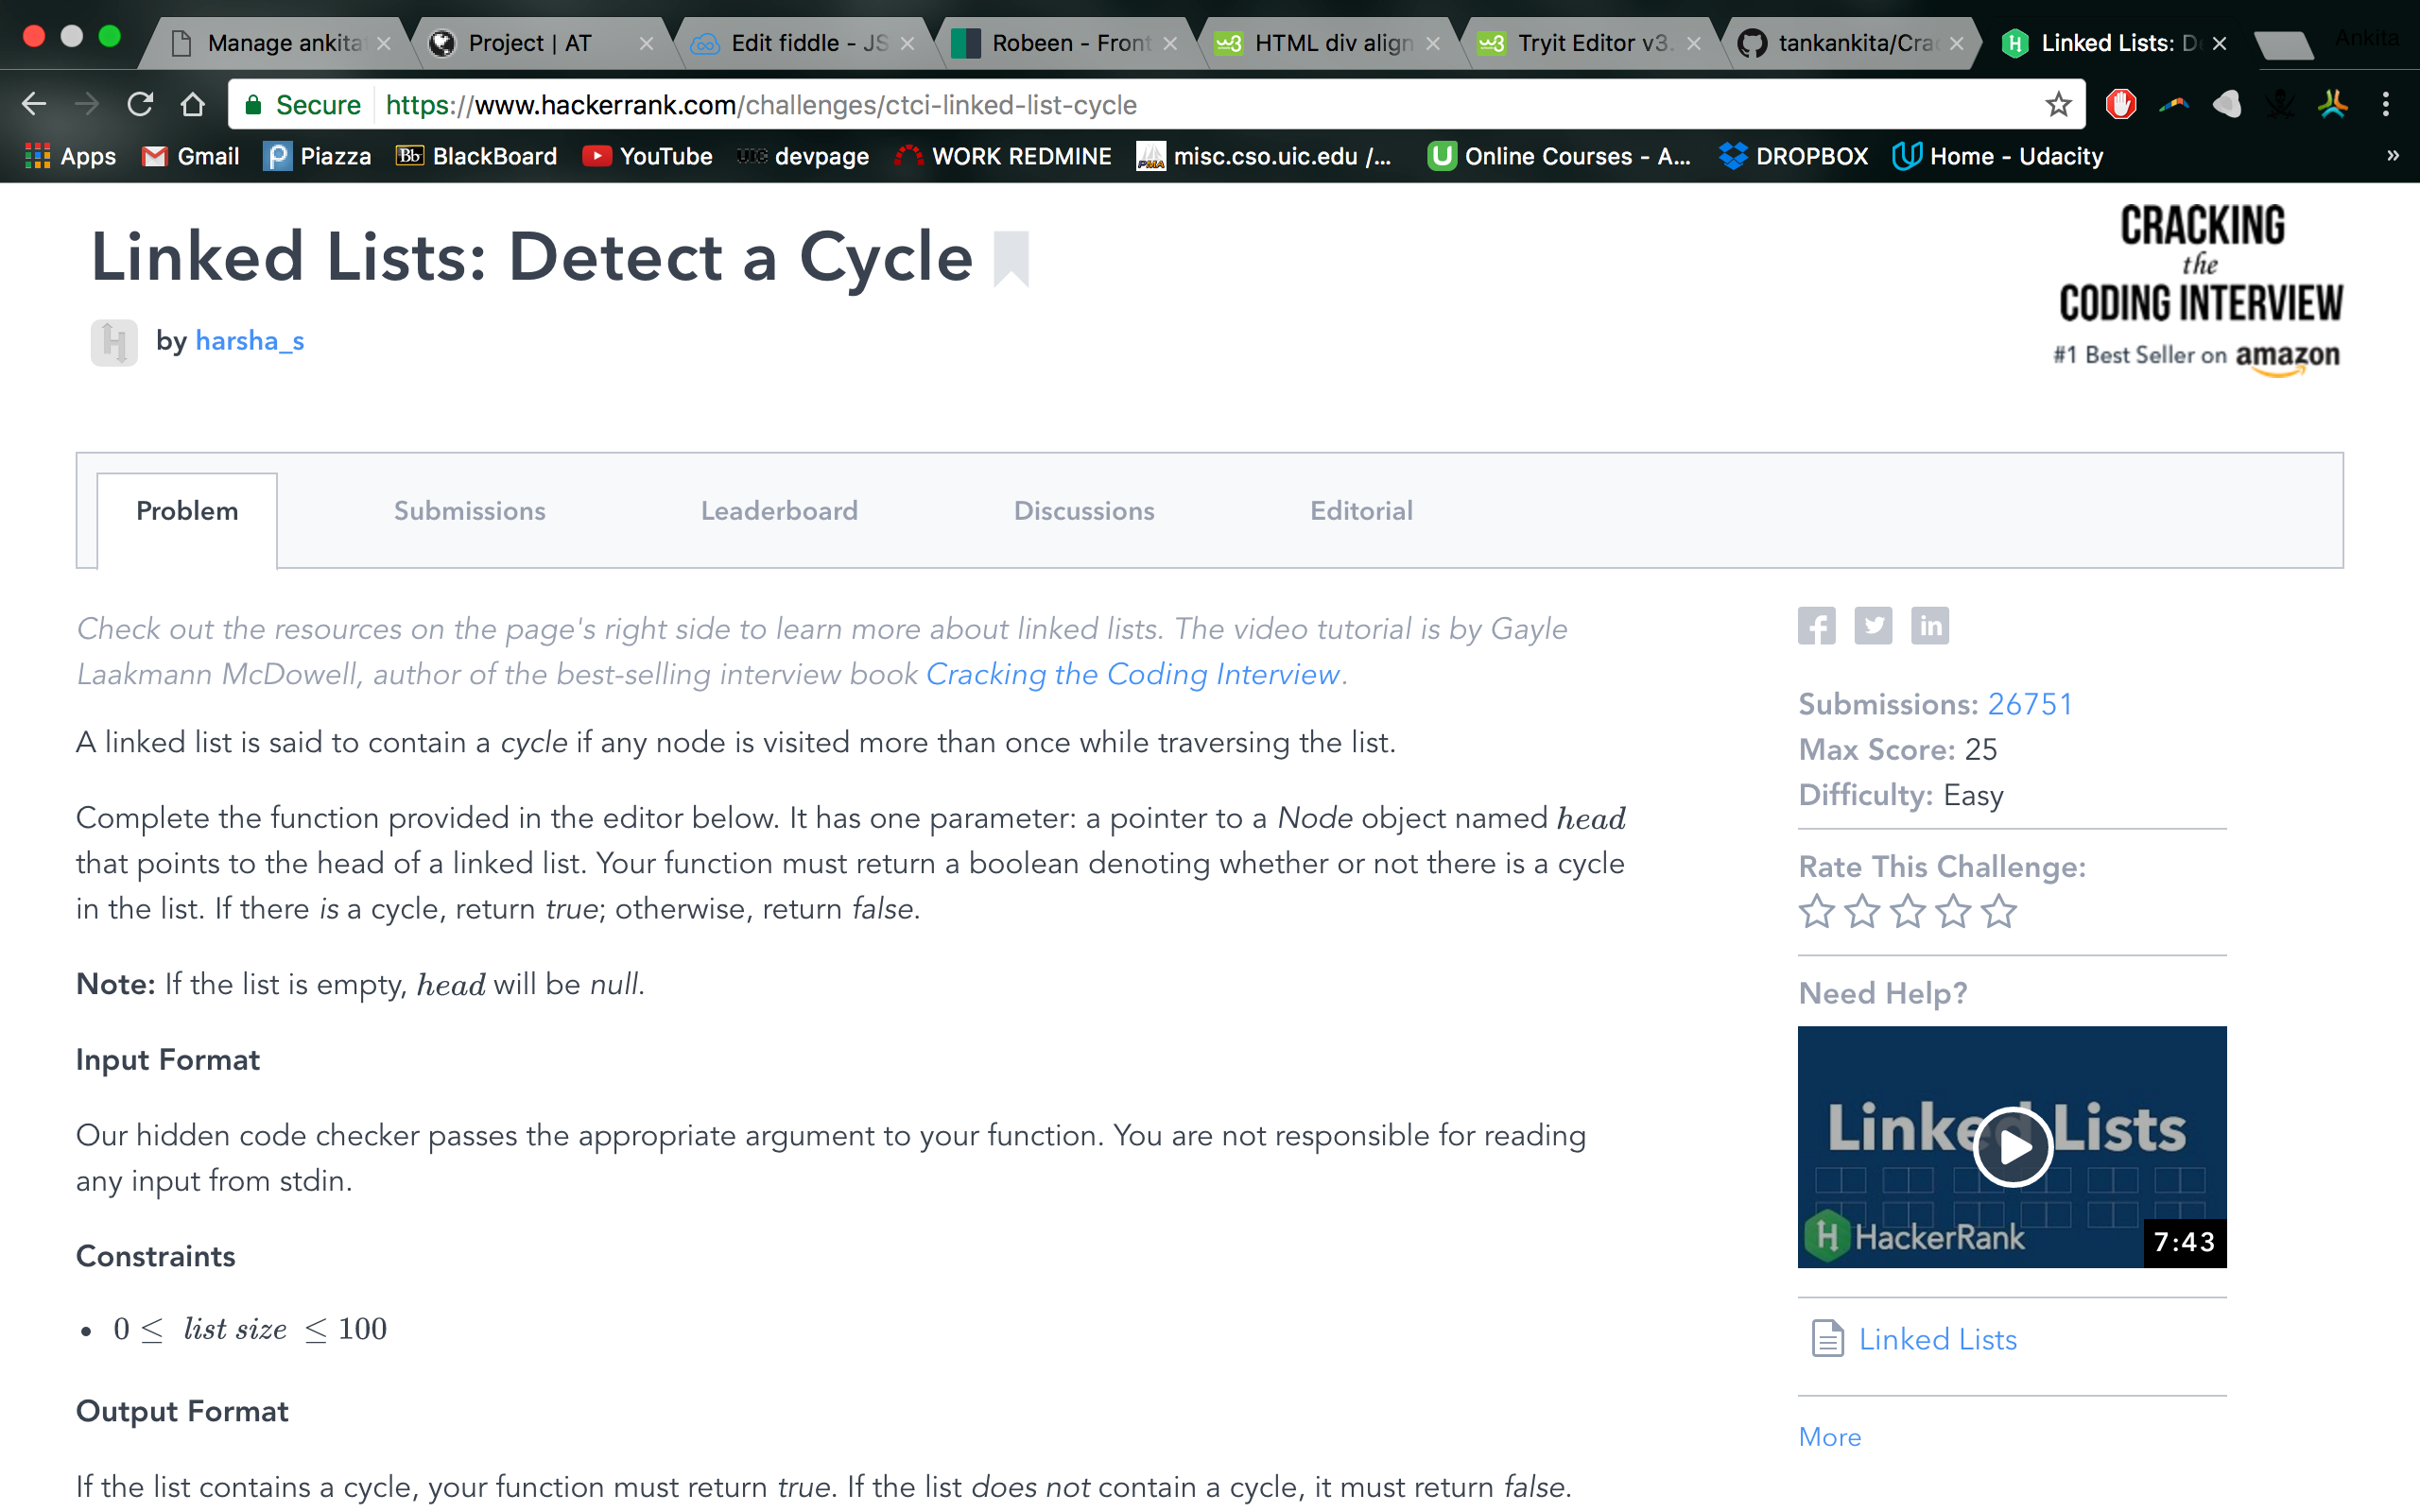 Manage ankita
Project | AT
Edit fiddle - JS
Robeen - Front
HTML div align
Tryit Editor v3.
tankankita/Cra
Linked Lists: De
Ankita
Secure
https://www.hackerrank.com/challenges/ctci-linked-list-cycle
Apps
Gmail
Piazza
Bb BlackBoard
YouTube
UIC devpage
WORK REDMINE
PMA misc.cso.uic.edu /...
Online Courses - A...
DROPBOX
Home - Udacity
»
Linked Lists: Detect a Cycle
by harsha_s
CRACKING
the
CODING INTERVIEW
#1 Best Seller on amazon
Problem
Submissions
Leaderboard
Discussions
Editorial
Check out the resources on the page's right side to learn more about linked lists. The video tutorial is by Gayle
Laakmann McDowell, author of the best-selling interview book Cracking the Coding Interview.
A linked list is said to contain a cycle if any node is visited more than once while traversing the list.
Complete the function provided in the editor below. It has one parameter: a pointer to a Node object named head
that points to the head of a linked list. Your function must return a boolean denoting whether or not there is a cycle
in the list. If there is a cycle, return true; otherwise, return false.
Note: If the list is empty, head will be null.
Input Format
Our hidden code checker passes the appropriate argument to your function. You are not responsible for reading
any input from stdin.
Constraints
• 0 ≤ list size ≤ 100
Output Format
If the list contains a cycle, your function must return true. If the list does not contain a cycle, it must return false.
Submissions: 26751
Max Score: 25
Difficulty: Easy
Rate This Challenge:
Need Help?
Linked Lists
HackerRank
7:43
Linked Lists
More